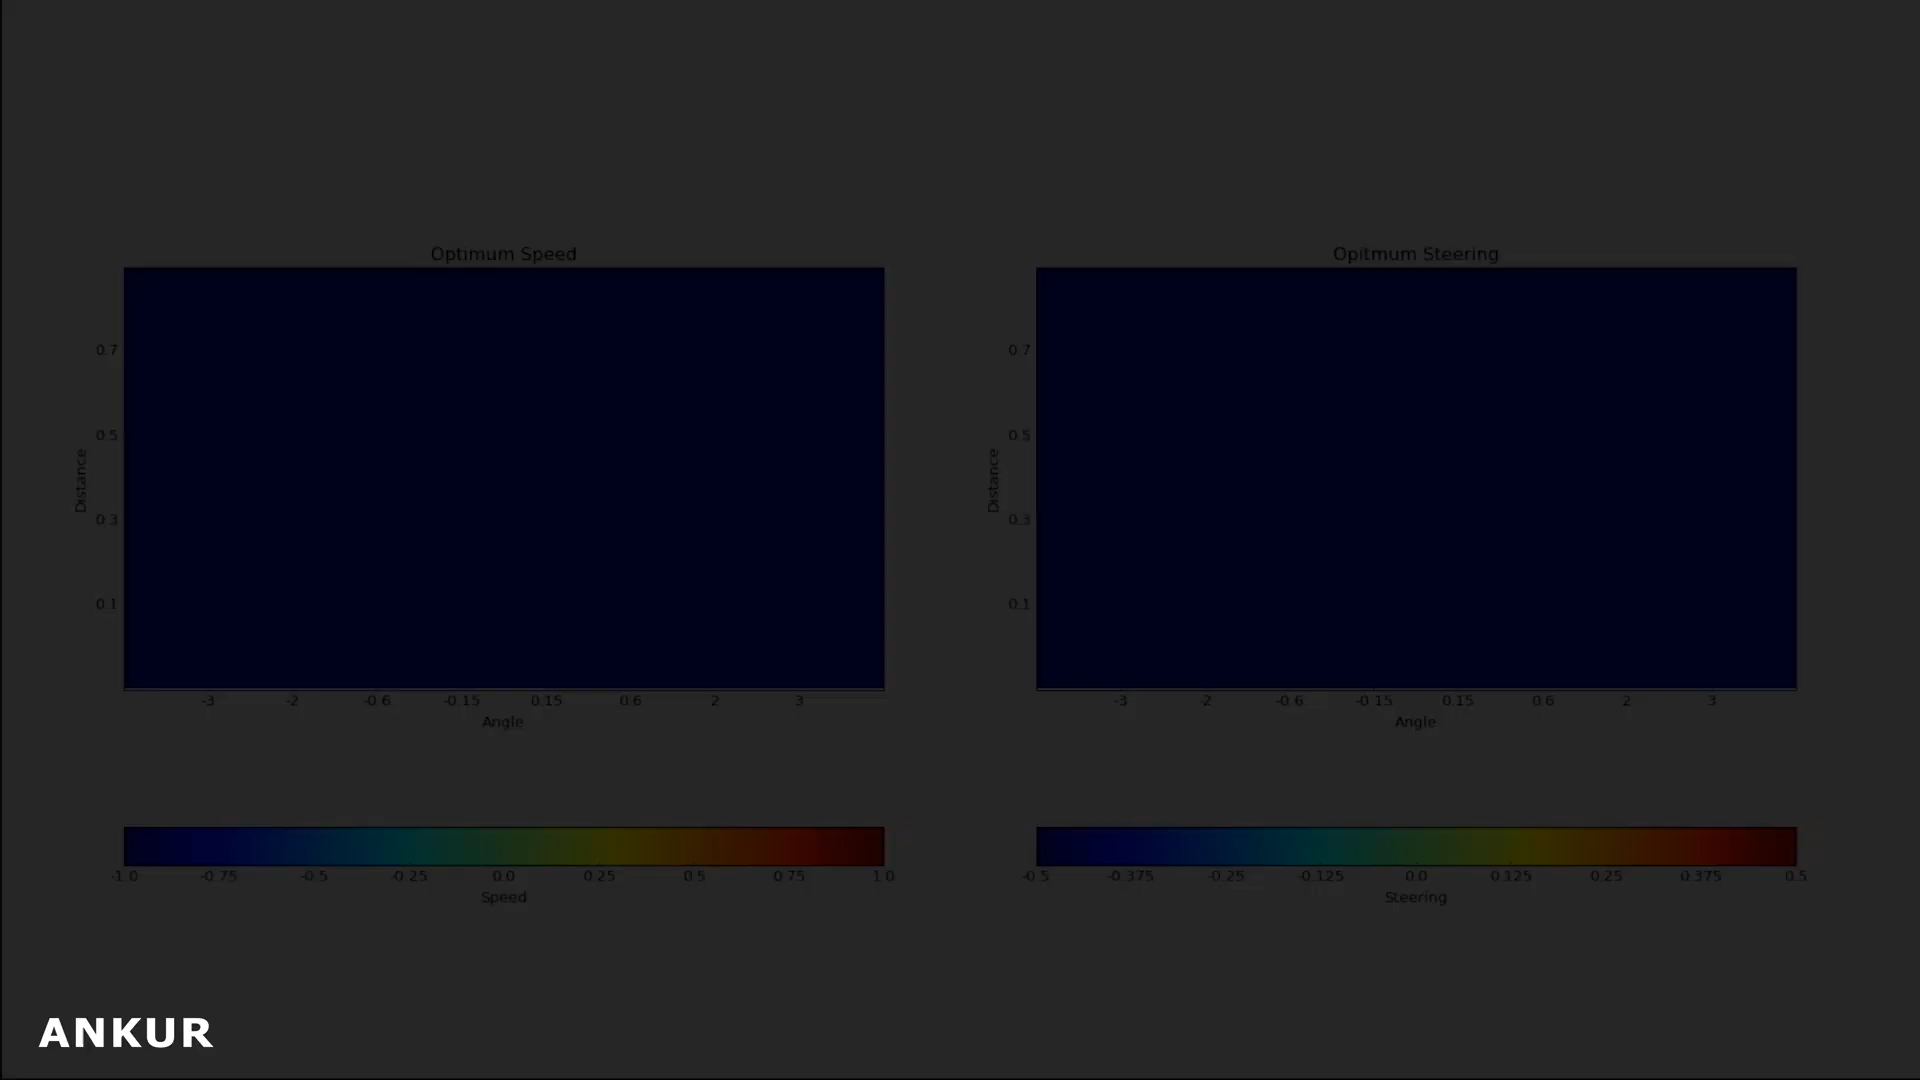 Optimum Speed
0.7
0.5
0.3
0.1
Distance
-3 -2 -0.6 -0.15 0.15 0.6 2 3
Angle
-1.0 -0.75 -0.5 -0.25 0.0 0.25 0.5 0.75 1.0
Speed
Opitmum Steering
0.7
0.5
0.3
0.1
Distance
-3 -2 -0.6 -0.15 0.15 0.6 2 3
Angle
-0.5 -0.375 -0.25 -0.125 0.0 0.125 0.25 0.375 0.5
Steering
ANKUR